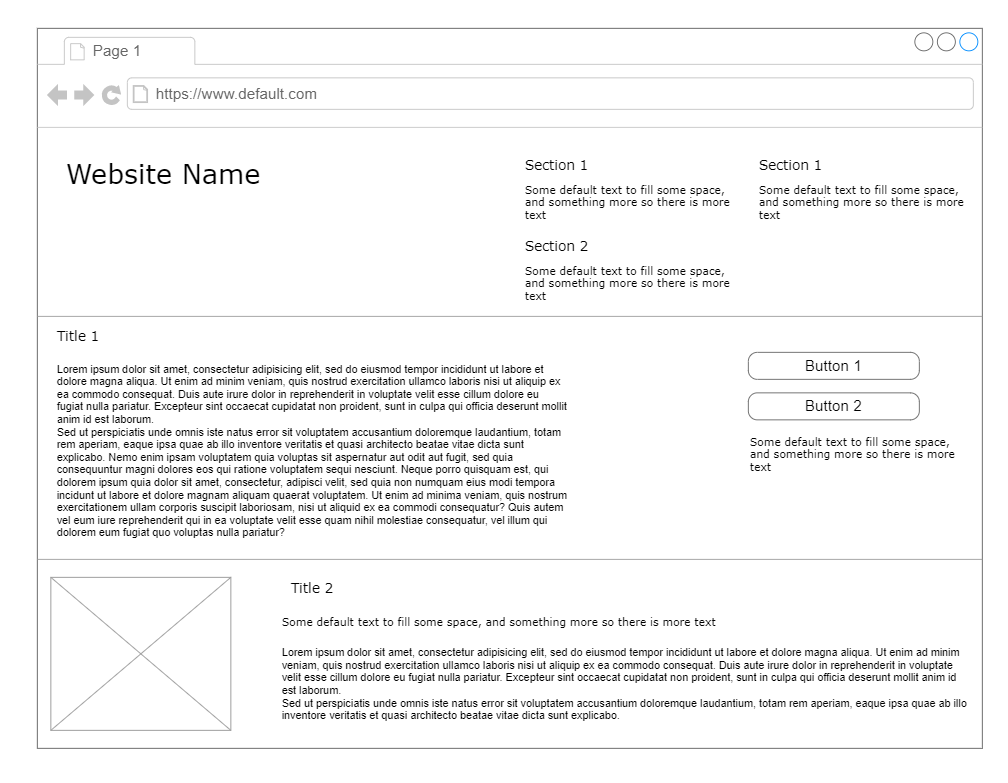 Page 1
https://www.default.com
Website Name
Section 1
Some default text to fill some space,
and something more so there is more
text
Section 2
Some default text to fill some space,
and something more so there is more
text
Section 1
Some default text to fill some space,
and something more so there is more
text
Title 1
Lorem ipsum dolor sit amet, consectetur adipisicing elit, sed do eiusmod tempor incididunt ut labore et
dolore magna aliqua. Ut enim ad minim veniam, quis nostrud exercitation ullamco laboris nisi ut aliquip ex
ea commodo consequat. Duis aute irure dolor in reprehenderit in voluptate velit esse cillum dolore eu
fugiat nulla pariatur. Excepteur sint occaecat cupidatat non proident, sunt in culpa qui officia deserunt mollit
anim id est laborum.
Sed ut perspiciatis unde omnis iste natus error sit voluptatem accusantium doloremque laudantium, totam
rem aperiam, eaque ipsa quae ab illo inventore veritatis et quasi architecto beatae vitae dicta sunt
explicabo. Nemo enim ipsam voluptatem quia voluptas sit aspernatur aut odit aut fugit, sed quia
consequuntur magni dolores eos qui ratione voluptatem sequi nesciunt. Neque porro quisquam est, qui
dolorem ipsum quia dolor sit amet, consectetur, adipisci velit, sed quia non numquam eius modi tempora
incidunt ut labore et dolore magnam aliquam quaerat voluptatem. Ut enim ad minima veniam, quis nostrum
exercitationem ullam corporis suscipit laboriosam, nisi ut aliquid ex ea commodi consequatur? Quis autem
vel eum iure reprehenderit qui in ea voluptate velit esse quam nihil molestiae consequatur, vel illum qui
dolorem eum fugiat quo voluptas nulla pariatur?
Button 1
Button 2
Some default text to fill some space,
and something more so there is more
text
Title 2
Some default text to fill some space, and something more so there is more text
Lorem ipsum dolor sit amet, consectetur adipisicing elit, sed do eiusmod tempor incididunt ut labore et dolore magna aliqua. Ut enim ad minim
veniam, quis nostrud exercitation ullamco laboris nisi ut aliquip ex ea commodo consequat. Duis aute irure dolor in reprehenderit in voluptate
velit esse cillum dolore eu fugiat nulla pariatur. Excepteur sint occaecat cupidatat non proident, sunt in culpa qui officia deserunt mollit anim id
est laborum.
Sed ut perspiciatis unde omnis iste natus error sit voluptatem accusantium doloremque laudantium, totam rem aperiam, eaque ipsa quae ab illo
inventore veritatis et quasi architecto beatae vitae dicta sunt explicabo.